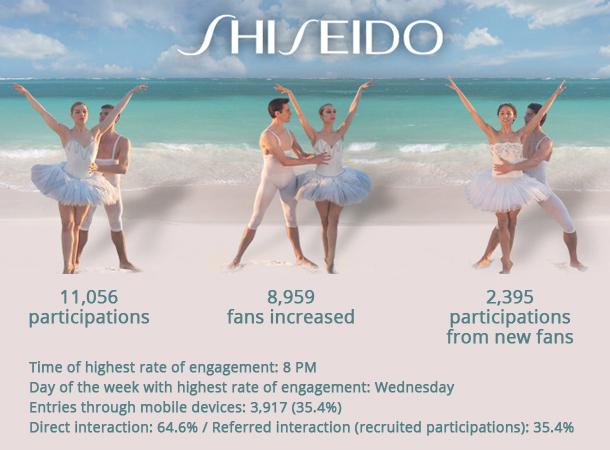 SHISEIDO
11,056
participations
8,959
fans increased
2,395
participations
from new fans
Time of highest rate of engagement: 8 PM
Day of the week with highest rate of engagement: Wednesday
Entries through mobile devices: 3,917 (35.4%)
Direct interaction: 64.6% / Referred interaction (recruited participations): 35.4%